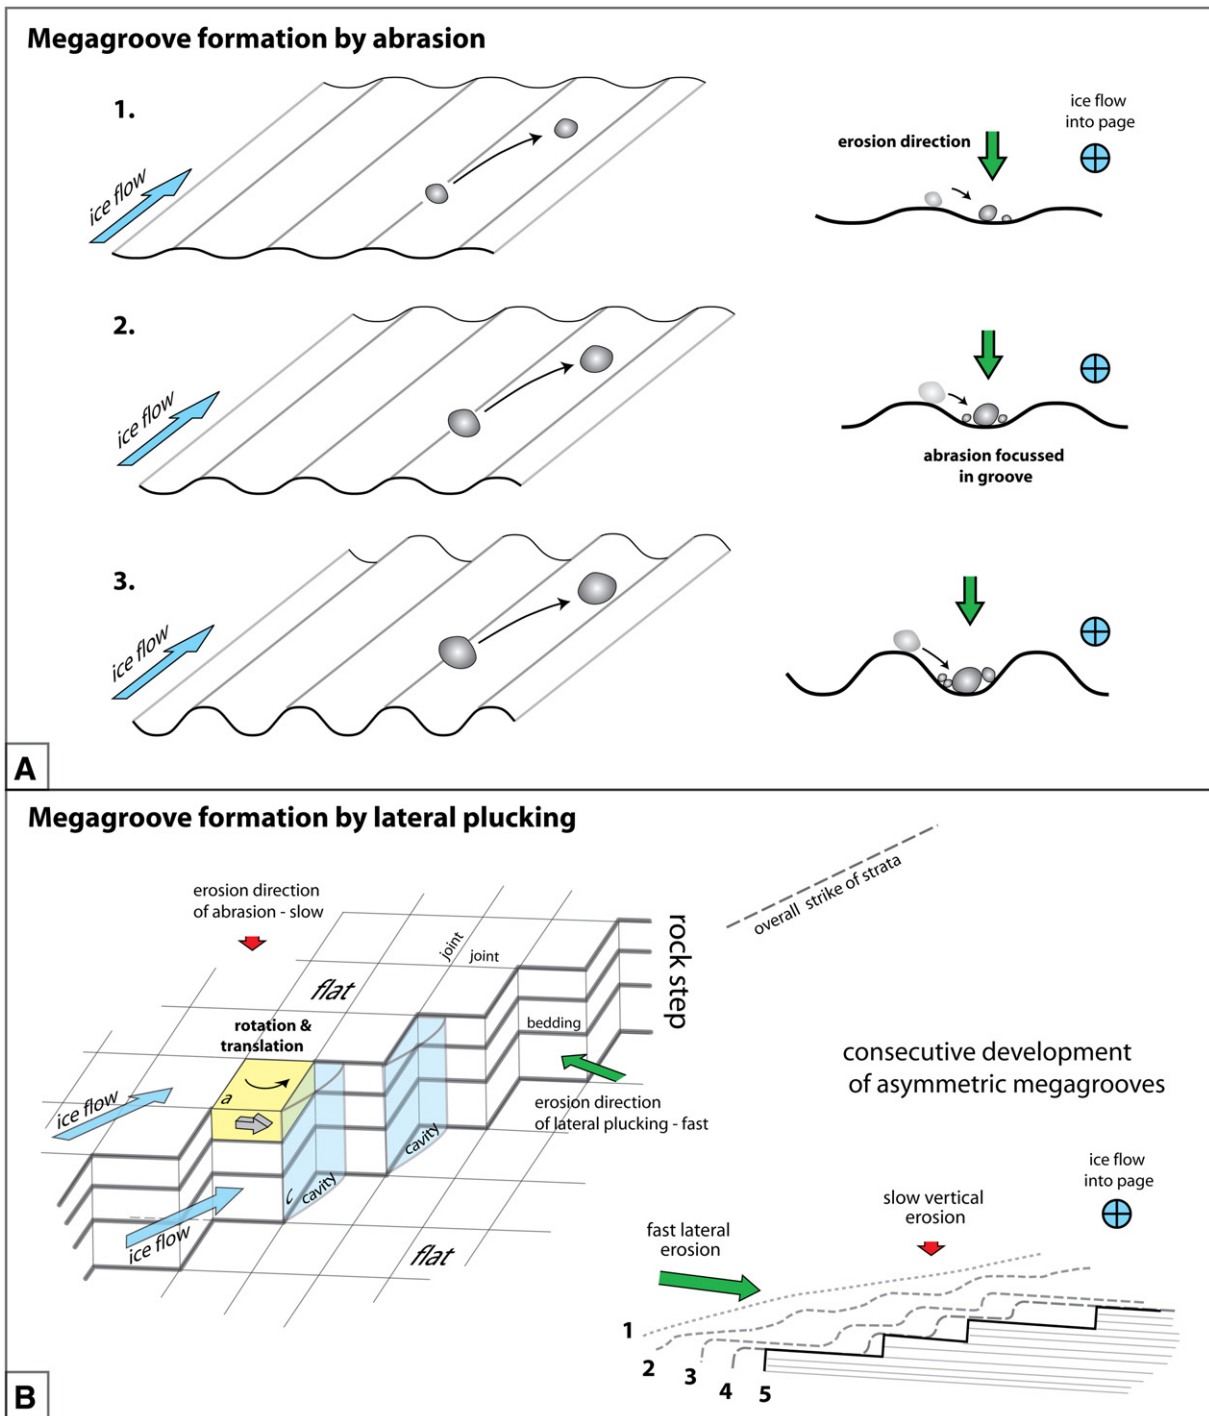 Megagroove formation by abrasion
1.
ice flow
erosion direction
ice flow
into page
2.
ice flow
abrasion focussed
in groove
3.
ice flow
A
Megagroove formation by lateral plucking
erosion direction
of abrasion - slow
overall strike of strata
joint
joint
rock step
flat
rotation &
translation
bedding
a
ice flow
erosion direction
of lateral plucking - fast
consecutive development
of asymmetric megagrooves
cavity
c
cavity
ice flow
flat
ice flow
into page
slow vertical
erosion
fast lateral
erosion
1
2
3
4
5
B